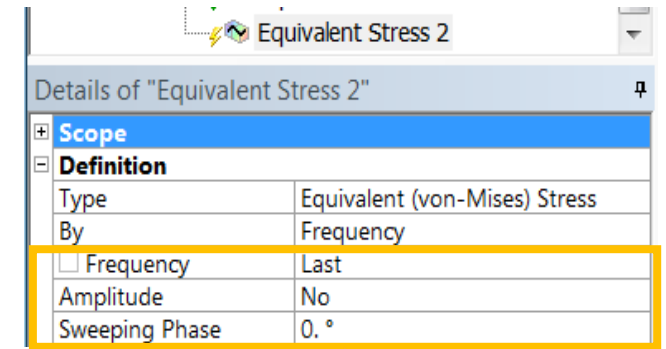 Equivalent Stress 2
Details of "Equivalent Stress 2"
Scope
Definition
Type Equivalent (von-Mises) Stress
By Frequency
Frequency Last
Amplitude No
Sweeping Phase 0. °